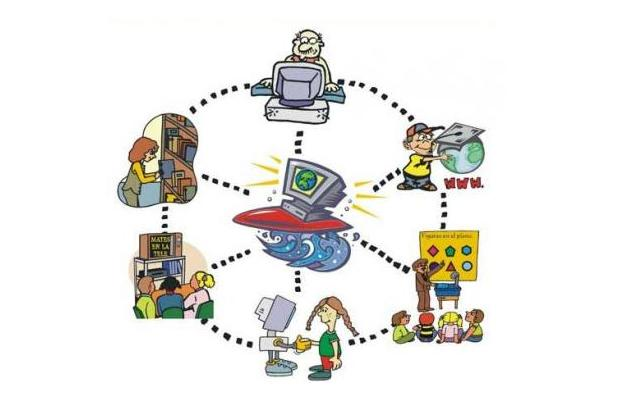 WWW.
MATES
EN LA
TELE
Figuras en el plano.